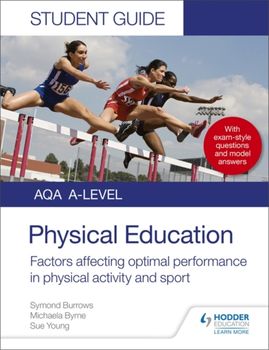 STUDENT GUIDE
With
exam-style
questions and
model
answers
AQA A-LEVEL
Physical Education
Factors affecting optimal performance
in physical activity and sport
Symond Burrows
Michaela Byrne
Sue Young
HODDER
EDUCATION
LEARN MORE